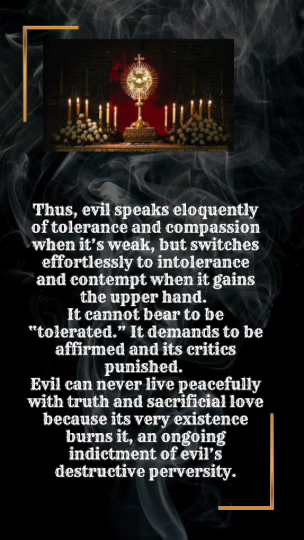 Thus, evil speaks eloquently
of tolerance and compassion
when it's weak, but switches
effortlessly to intolerance
and contempt when it gains
the upper hand.
It cannot bear to be
"tolerated." It demands to be
affirmed and its critics
punished.
Evil can never live peacefully
with truth and sacrificial love
because its very existence
burns it, an ongoing
indictment of evil's
destructive perversity.